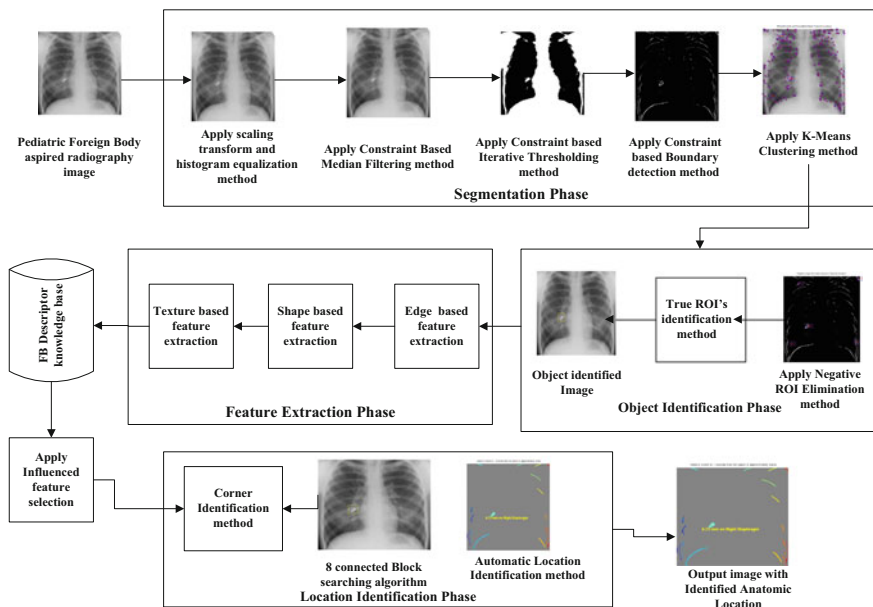 Pediatric Foreign Body
aspired radiography
image
Apply scaling
transform and
histogram equalization
method
Apply Constraint Based
Median Filtering method
Apply Constraint based
Iterative Thresholding
method
Apply Constraint
based Boundary
detection method
Apply K-Means
Clustering method
Segmentation Phase
FB Descriptor
knowledge base
Texture based
feature
extraction
Shape based
feature
extraction
Edge based
feature
extraction
Feature Extraction Phase
Object identified
Image
True ROI's
identification
method
Apply Negative
ROI Elimination
method
Object Identification Phase
Apply
Influenced
feature
selection
Corner
Identification
method
8 connected Block
searching algorithm
Automatic Location
Identification method
Location Identification Phase
Output image with
Identified Anatomic
Location